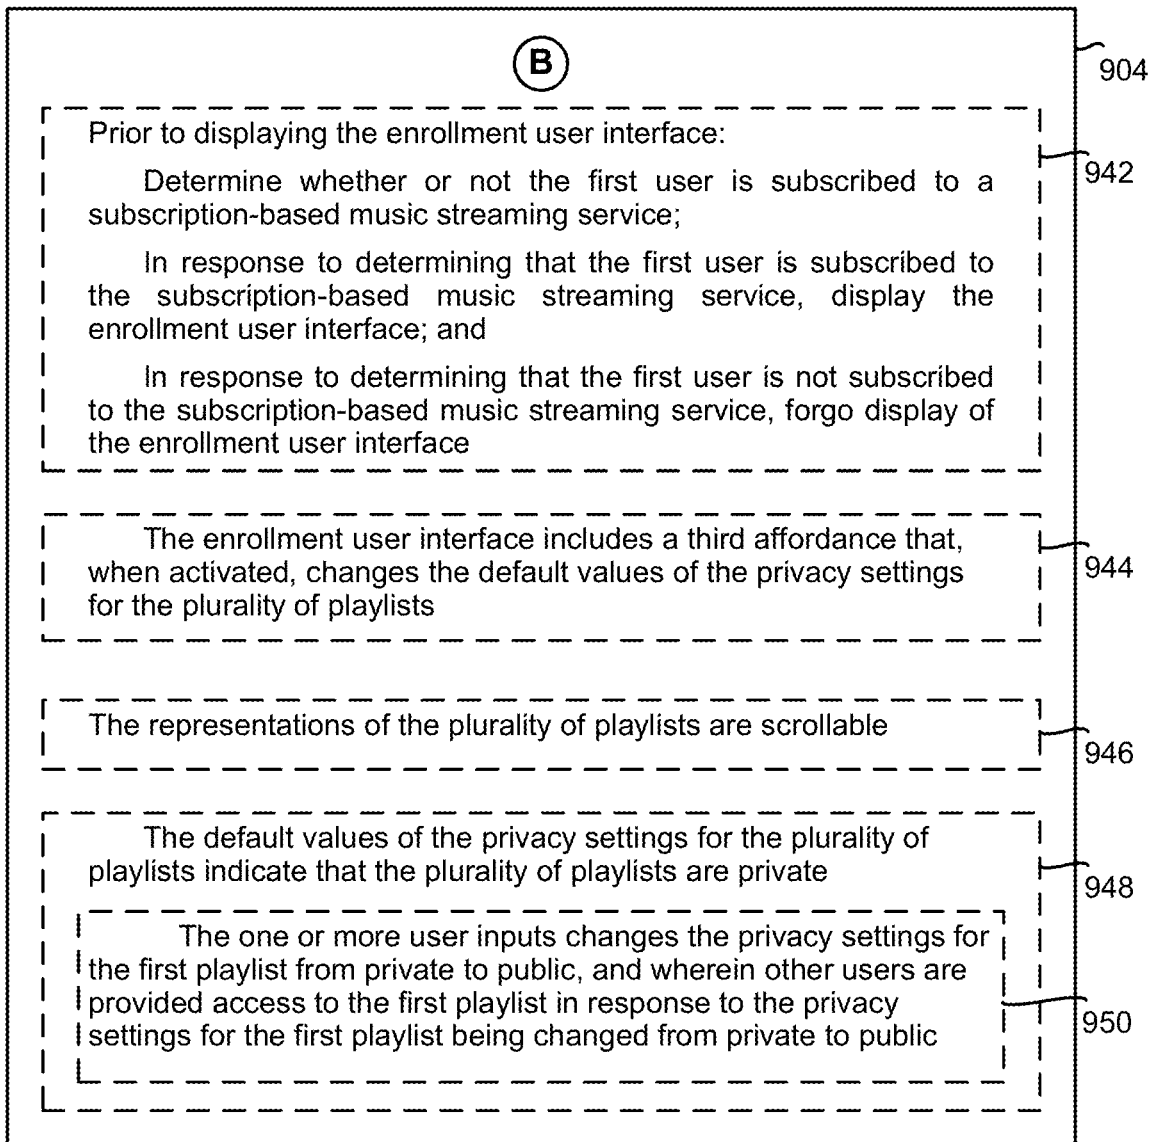 B
904
Prior to displaying the enrollment user interface:
942
Determine whether or not the first user is subscribed to a
subscription-based music streaming service;
In response to determining that the first user is subscribed to
the subscription-based music streaming service, display the
enrollment user interface; and
In response to determining that the first user is not subscribed
to the subscription-based music streaming service, forgo display of
the enrollment user interface
The enrollment user interface includes a third affordance that,
944
when activated, changes the default values of the privacy settings
for the plurality of playlists
The representations of the plurality of playlists are scrollable
946
The default values of the privacy settings for the plurality of
playlists indicate that the plurality of playlists are private
948
The one or more user inputs changes the privacy settings for
the first playlist from private to public, and wherein other users are
provided access to the first playlist in response to the privacy
950
settings for the first playlist being changed from private to public